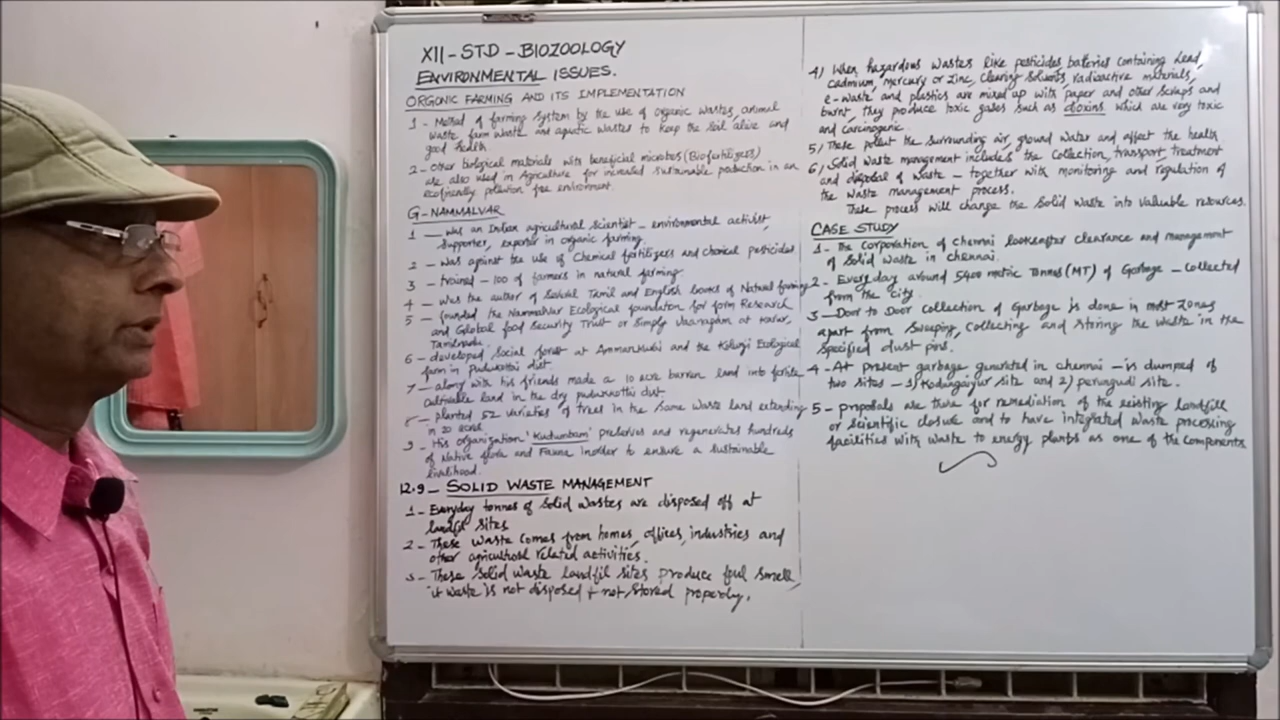 XII - STD - BIOZOOLOGY
ENVIRONMENTAL ISSUES.
ORGONIC FARMING AND ITS IMPLEMENTATION
1 - Method of farming system by the use of organic wastes, animal
waste, farm waste and aquatic wastes to keep the soil alive and
good health.
2 - Other biological materials with beneficial microbes (Biofertilizers)
are also used in Agriculture for increased sustainable production in an
ecofriendly pollution free environment.
G - NAMMALVAR
1 — was an Indian agricultural scientist - environmental activist,
supporter, exporter in organic farming.
2 - was against the use of Chemical fertilizers and chemical pesticides
3 - trained - 100 of farmers in natural farming.
4 - was the author of several Tamil and English books of Natural farming
5 - founded the Nammalvar Ecological foundation for form Research
and Global food Security Trust or simply Vaanagam at Karur,
Tamilnadu.
6 - developed social forest at Ammankubi and the Kolunji Ecological
farm in Pudukottai dist.
7 - along with his friends made a 10 acre barren land into fertile
cultivable land in the dry pudukottai dist
8 - planted 52 varieties of trees in the same waste land extending
in 20 acres.
9 - His organization 'Kudumbam' preserves and regenerates hundreds
of Native flora and Fauna inorder to ensure a sustainable
livelihood.
12.9 - SOLID WASTE MANAGEMENT
1 - Everyday tonnes of solid wastes are disposed off at
landfil sites
2 - These waste comes from homes, offices, industries and
other agricultural related activities.
3 - These solid waste landfil sites produce foul smell,
if waste is not disposed + not stored properly.
4) When hazardous wastes like pesticides batteries containing Lead,
cadmium, mercury or zinc, cleaning solvents radioactive materials,
e-waste and plastics are mixed up with paper and other scraps and
burnt, they produce toxic gases such as dioxins which are very toxic
and carcinogenic.
5) These pollut the surrounding air, ground water and affect the health
6) Solid waste management includes the collection, transport, treatment
and disposal of waste - together with monitoring and regulation of
the waste management process.
These process will change the solid waste into valuable resources.
CASE STUDY
1 - The corporation of chennai looksafter clearance and management
of solid waste in chennai.
2 - Every day around 5400 metric Tonnes (MT) of Garbage - collected
from the city
3 - Door to Door collection of Garbage is done in most zones
apart from sweeping, collecting and storing the waste in the
specified dust pins.
4 - At present garbage generated in chennai - is dumped at
two sites - 1) Kodungaiyur site and 2) perungudi site.
5 - proposals are there for remediation of the existing landfill
or scientific closure and to have integrated waste processing
facilities with waste to energy plants as one of the components